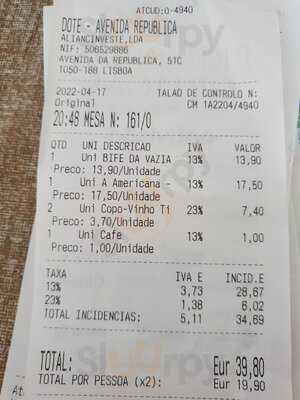 ATCUD:0-4940
DOTE - AVENIDA REPUBLICA
ALIANCINVESTE,LDA
NIF: 506529886
AVENIDA DA REPUBLICA, 51C
1050-188 LISBOA
2022-04-17 TALAO DE CONTROLO N:
Original CM 1A2204/4940
20:48 MESA N: 161/0
QTD UNI DESCRICAO IVA VALOR
1 Uni BIFE DA VAZIA 13% 13,90
Preco: 13,90/Unidade
1 Uni A Americana - 13% 17,50
Preco: 17,50/Unidade
2 Uni Copo-Vinho Ti 23% 7,40
Preco: 3,70/Unidade
1 Uni Cafe 13% 1,00
Preco: 1,00/Unidade
TAXA IVA E INCID.E
13% 3,73 28,67
23% 1,38 6,02
TOTAL INCIDENCIAS: 5,11 34,69
TOTAL: Eur 39,80
TOTAL POR PESSOA (x2): Eur 19,90
Sluurpy